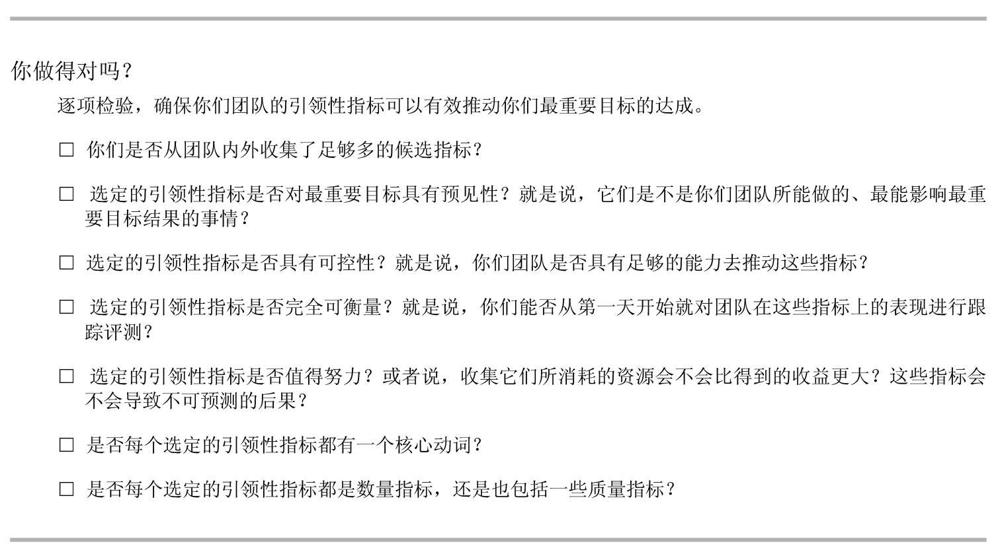 你做得对吗？
逐项检验，确保你们团队的引领性指标可以有效推动你们最重要目标的达成。
□ 你们是否从团队内外收集了足够多的候选指标？
□ 选定的引领性指标是否对最重要目标具有预见性？就是说，它们是不是你们团队所能做的、最能影响最重
要目标结果的事情？
□ 选定的引领性指标是否具有可控性？就是说，你们团队是否具有足够的能力去推动这些指标？
□ 选定的引领性指标是否完全可衡量？就是说，你们能否从第一天开始就对团队在这些指标上的表现进行跟
踪评测？
□ 选定的引领性指标是否值得努力？或者说，收集它们所消耗的资源会不会比得到的收益更大？这些指标会
不会导致不可预测的后果？
□ 是否每个选定的引领性指标都有一个核心动词？
□ 是否每个选定的引领性指标都是数量指标，还是也包括一些质量指标？